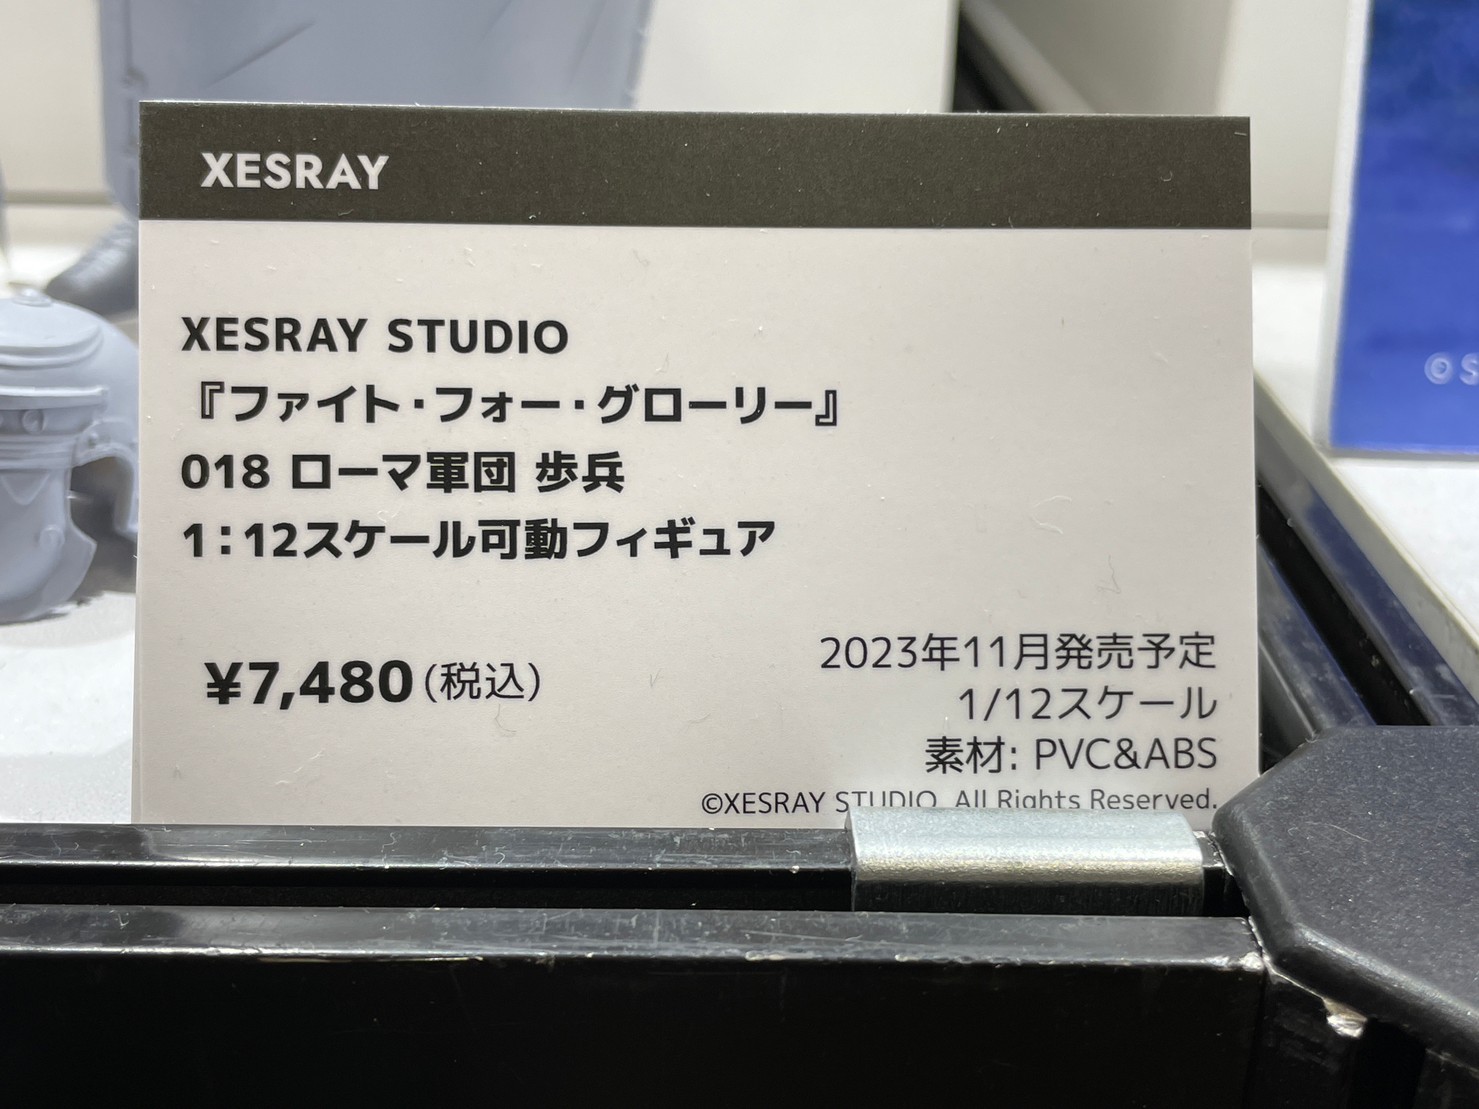 XESRAY
XESRAY STUDIO
『ファイト・フォー・グローリー』
018 ローマ軍団 歩兵
1：12スケール可動フィギュア
¥7,480(税込)
2023年11月発売予定
1/12スケール
素材: PVC&ABS
©XESRAY STUDIO. All Rights Reserved.
© S